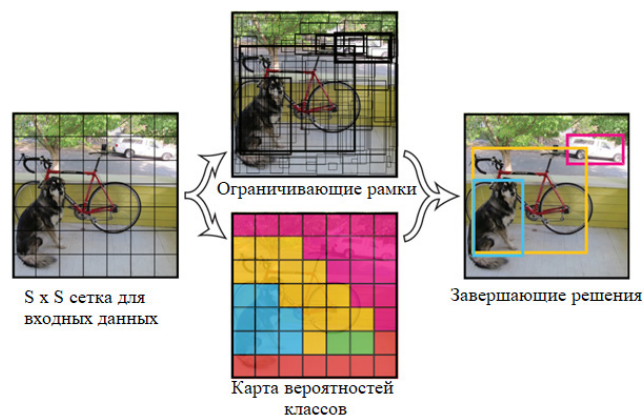 Ограничивающие рамки
S x S сетка для
входных данных
Завершающие решения
Карта вероятностей
классов